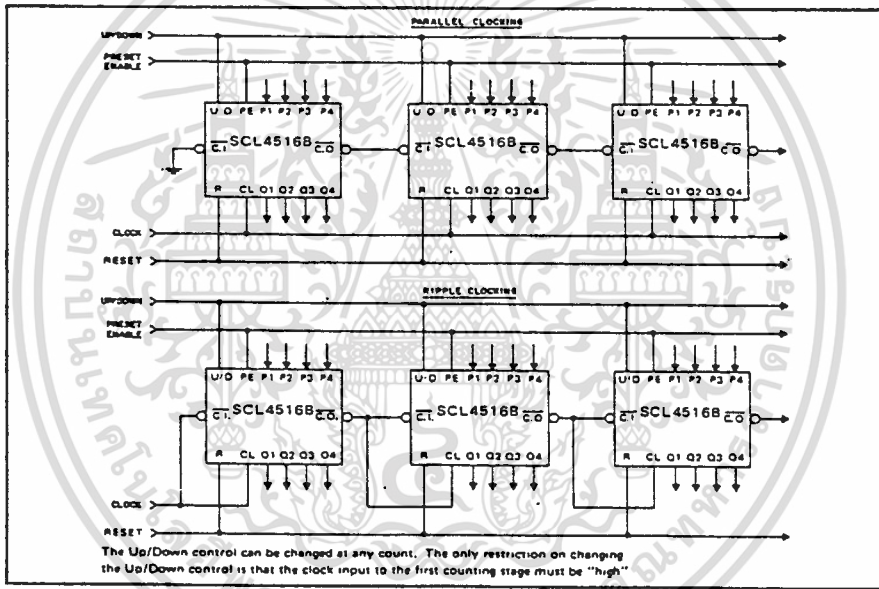 PARALLEL CLOCKING
UP/DOWN
PRESET
ENABLE
U/D PE P1 P2 P3 P4
U/D PE P1 P2 P3 P4
U/D PE P1 P2 P3 P4
C.I. SCL4516B C.O.
C.I. SCL4516B C.O.
C.I. SCL4516B C.O.
R CL Q1 Q2 Q3 Q4
R CL Q1 Q2 Q3 Q4
R CL Q1 Q2 Q3 Q4
CLOCK
RESET
RIPPLE CLOCKING
UP/DOWN
PRESET
ENABLE
U/D PE P1 P2 P3 P4
U/D PE P1 P2 P3 P4
U/D PE P1 P2 P3 P4
C.I. SCL4516B C.O.
C.I. SCL4516B C.O.
C.I. SCL4516B C.O.
R CL Q1 Q2 Q3 Q4
R CL Q1 Q2 Q3 Q4
R CL Q1 Q2 Q3 Q4
CLOCK
RESET
The Up/Down control can be changed at any count. The only restriction on changing
the Up/Down control is that the clock input to the first counting stage must be "high"